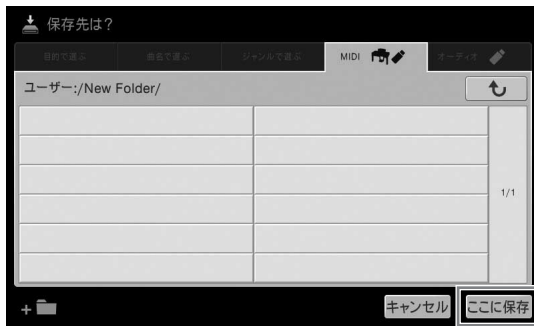 保存先は？
目的で選ぶ 曲名で選ぶ ジャンルで選ぶ MIDI オーディオ
ユーザー:/New Folder/
1/1
+
キャンセル ここに保存